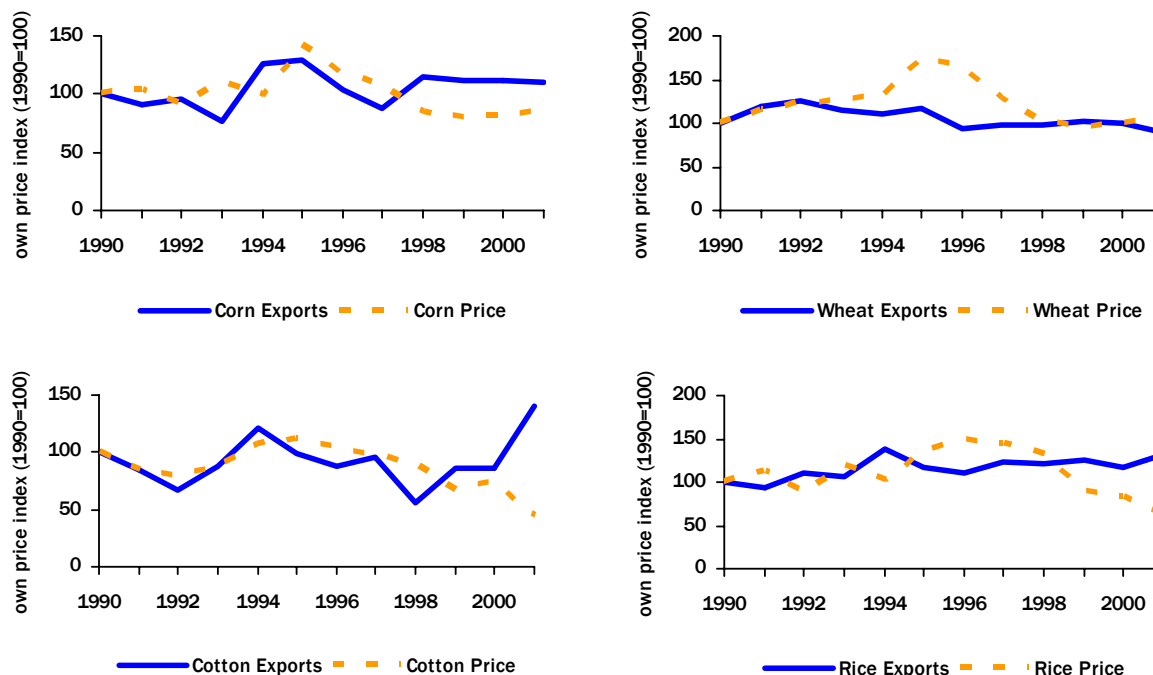 own price index (1990=100)
150
100
50
0
1990 1992 1994 1996 1998 2000
Corn Exports Corn Price
own price index (1990=100)
200
150
100
50
0
1990 1992 1994 1996 1998 2000
Wheat Exports Wheat Price
own price index (1990=100)
150
100
50
0
1990 1992 1994 1996 1998 2000
Cotton Exports Cotton Price
own price index (1990=100)
200
150
100
50
0
1990 1992 1994 1996 1998 2000
Rice Exports Rice Price